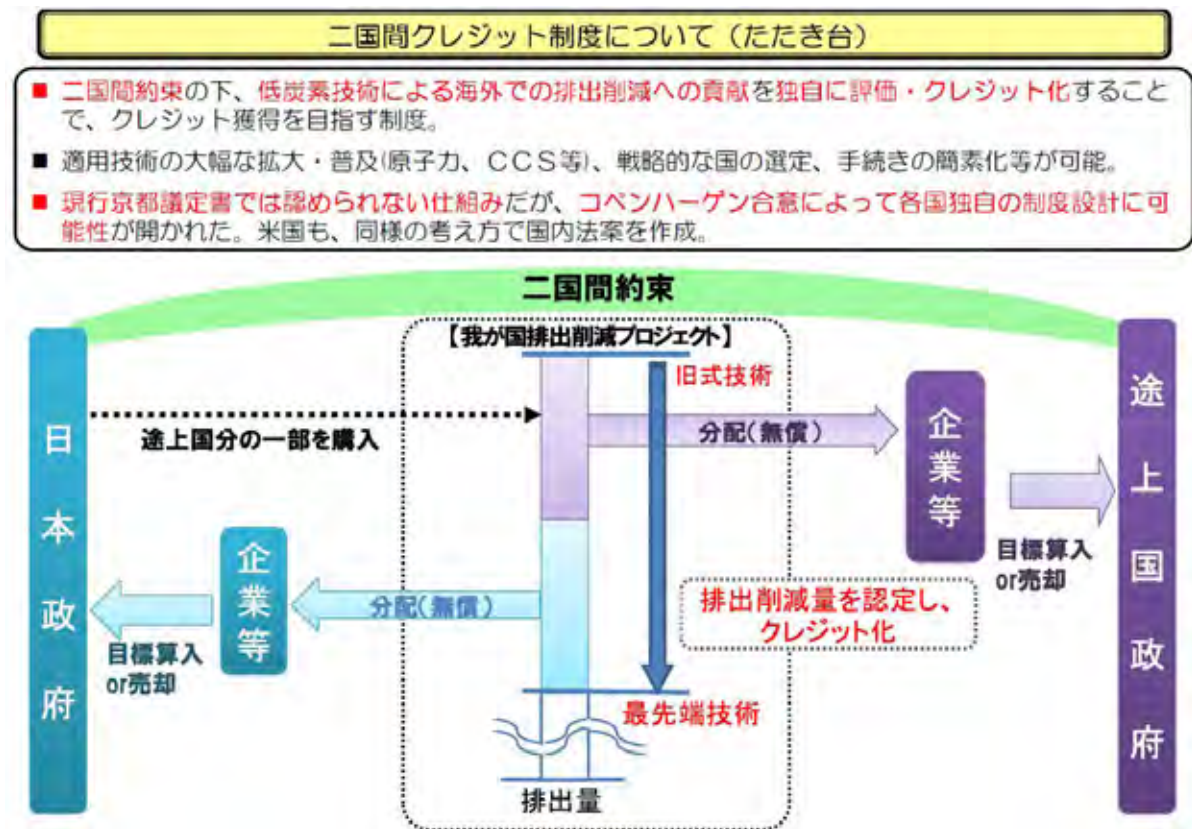 二国間クレジット制度について（たたき台）
■ 二国間約束の下、低炭素技術による海外での排出削減への貢献を独自に評価・クレジット化すること
で、クレジット獲得を目指す制度。
■ 適用技術の大幅な拡大・普及(原子力、CCS等)、戦略的な国の選定、手続きの簡素化等が可能。
■ 現行京都議定書では認められない仕組みだが、コペンハーゲン合意によって各国独自の制度設計に可
能性が開かれた。米国も、同様の考え方で国内法案を作成。
二国間約束
【我が国排出削減プロジェクト】
旧式技術
日本政府
途上国分の一部を購入
分配(無償)
企業等
目標算入
or売却
途上国政府
企業等
分配(無償)
目標算入
or売却
排出削減量を認定し、
クレジット化
最先端技術
排出量